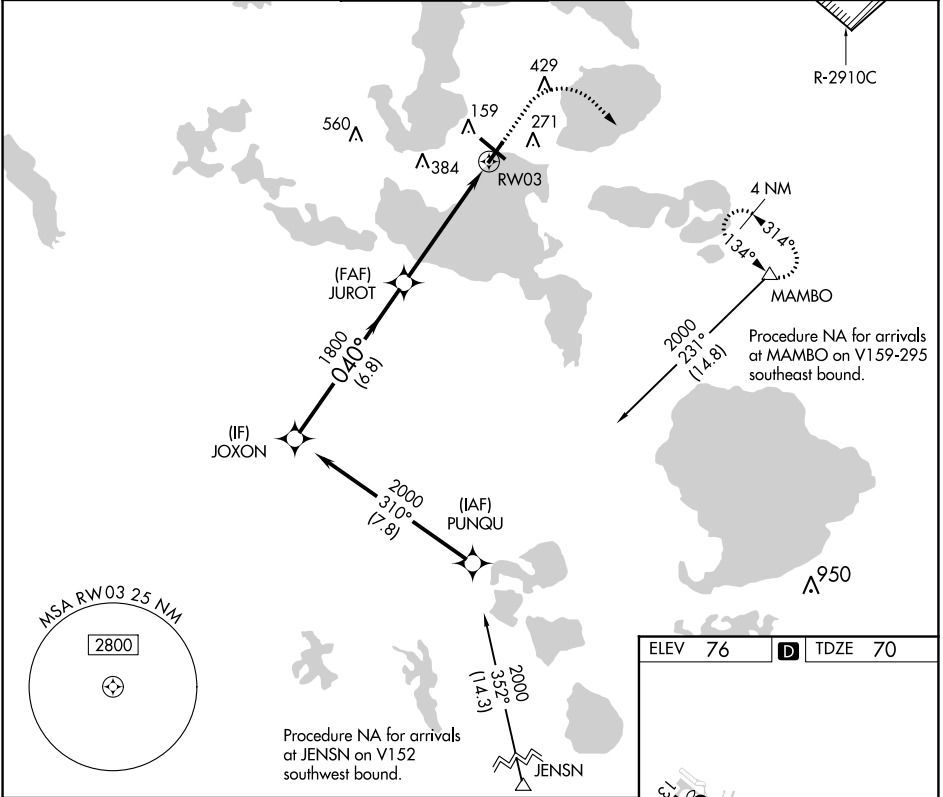 R-2910C
429
159
560
271
384
RW03
4 NM
314°
134°
(FAF)
JUROT
MAMBO
2000
231°
(14.8)
Procedure NA for arrivals
at MAMBO on V159-295
southeast bound.
1800
040°
(6.8)
(IF)
JOXON
2000
310°
(7.8)
(IAF)
PUNQU
950
MSA RW03 25 NM
2800
ELEV 76 D TDZE 70
2000
352°
(14.3)
Procedure NA for arrivals
at JENSN on V152
southwest bound.
JENSN